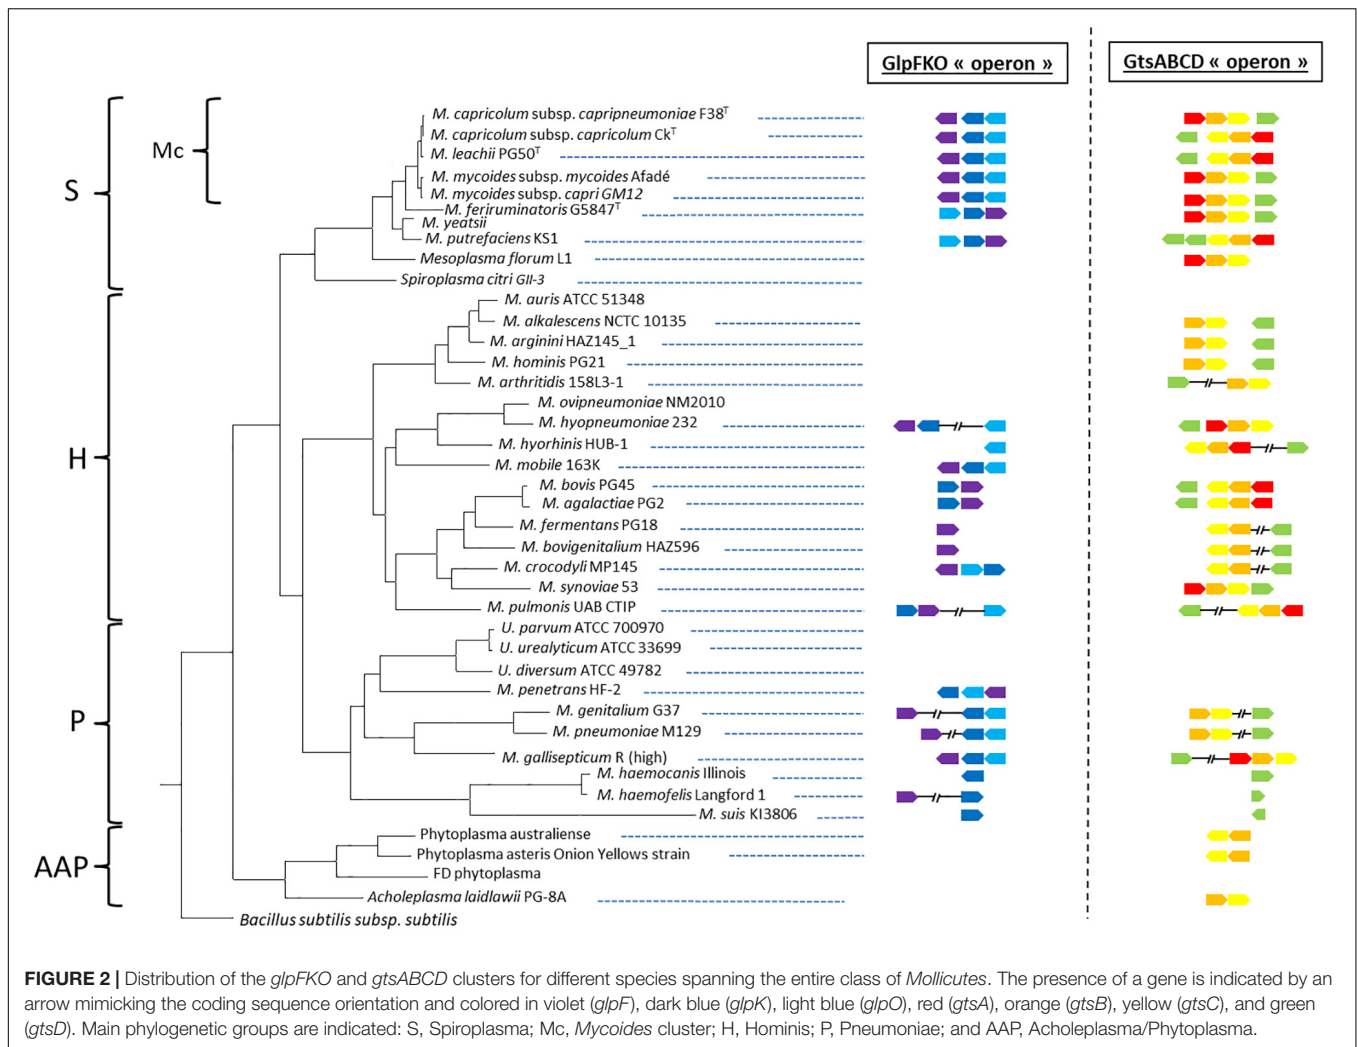 GlpFKO « operon »
GtsABCD « operon »
S
Mc
M. capricolum subsp. capripneumoniae F38ᵀ
M. capricolum subsp. capricolum Ckᵀ
M. leachii PG50ᵀ
M. mycoides subsp. mycoides Afadé
M. mycoides subsp. capri GM12
M. feriruminatoris G5847ᵀ
M. yeatsii
M. putrefaciens KS1
Mesoplasma florum L1
Spiroplasma citri GII-3
H
M. auris ATCC 51348
M. alkalescens NCTC 10135
M. arginini HAZ145_1
M. hominis PG21
M. arthritidis 158L3-1
M. ovipneumoniae NM2010
M. hyopneumoniae 232
M. hyorhinis HUB-1
M. mobile 163K
M. bovis PG45
M. agalactiae PG2
M. fermentans PG18
M. bovigenitalium HAZ596
M. crocodyli MP145
M. synoviae 53
M. pulmonis UAB CTIP
P
U. parvum ATCC 700970
U. urealyticum ATCC 33699
U. diversum ATCC 49782
M. penetrans HF-2
M. genitalium G37
M. pneumoniae M129
M. gallisepticum R (high)
M. haemocanis Illinois
M. haemofelis Langford 1
M. suis KI3806
AAP
Phytoplasma australiense
Phytoplasma asteris Onion Yellows strain
FD phytoplasma
Acholeplasma laidlawii PG-8A
Bacillus subtilis subsp. subtilis
FIGURE 2 | Distribution of the glpFKO and gtsABCD clusters for different species spanning the entire class of Mollicutes. The presence of a gene is indicated by an
arrow mimicking the coding sequence orientation and colored in violet (glpF), dark blue (glpK), light blue (glpO), red (gtsA), orange (gtsB), yellow (gtsC), and green
(gtsD). Main phylogenetic groups are indicated: S, Spiroplasma; Mc, Mycoides cluster; H, Hominis; P, Pneumoniae; and AAP, Acholeplasma/Phytoplasma.